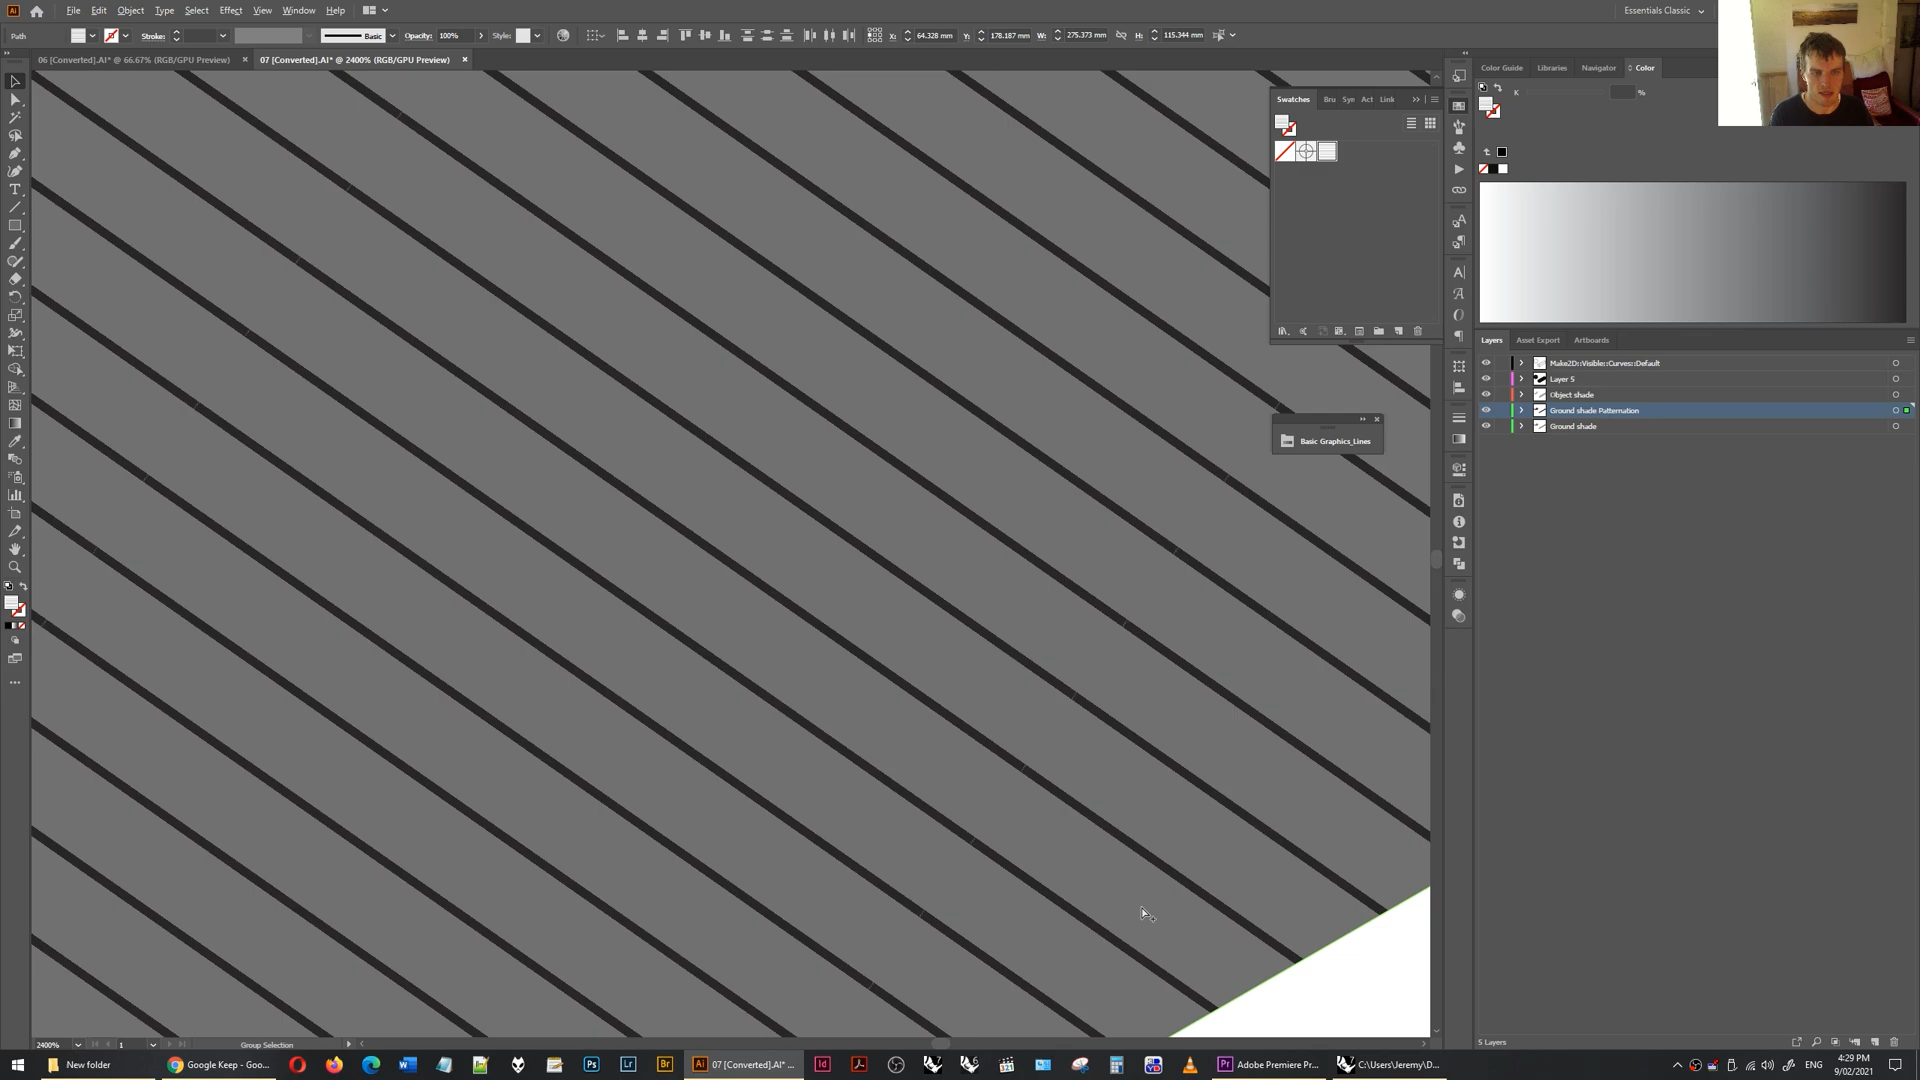 Ai File Edit Object Type Select Effect View Window Help Essentials Classic
Path Stroke: Basic Opacity: 100% Style: X: 64.328 mm Y: 178.187 mm W: 275.373 mm H: 115.344 mm
06 [Converted].AI* @ 66.67% (RGB/GPU Preview) 07 [Converted].AI* @ 2400% (RGB/GPU Preview)
Color Guide Libraries Navigator Color
K %
Swatches Bru Syn Act Link
Layers Asset Export Artboards
Make2D::Visible::Curves::Default
Layer 5
Object shade
Ground shade Patternation
Ground shade
Basic Graphics_Lines
2400% 1 Group Selection
5 Layers
New folder Google Keep - Goo... 07 [Converted].AI* ... Adobe Premiere Pr... C:\Users\Jeremy\D... ENG 4:29 PM
9/02/2021